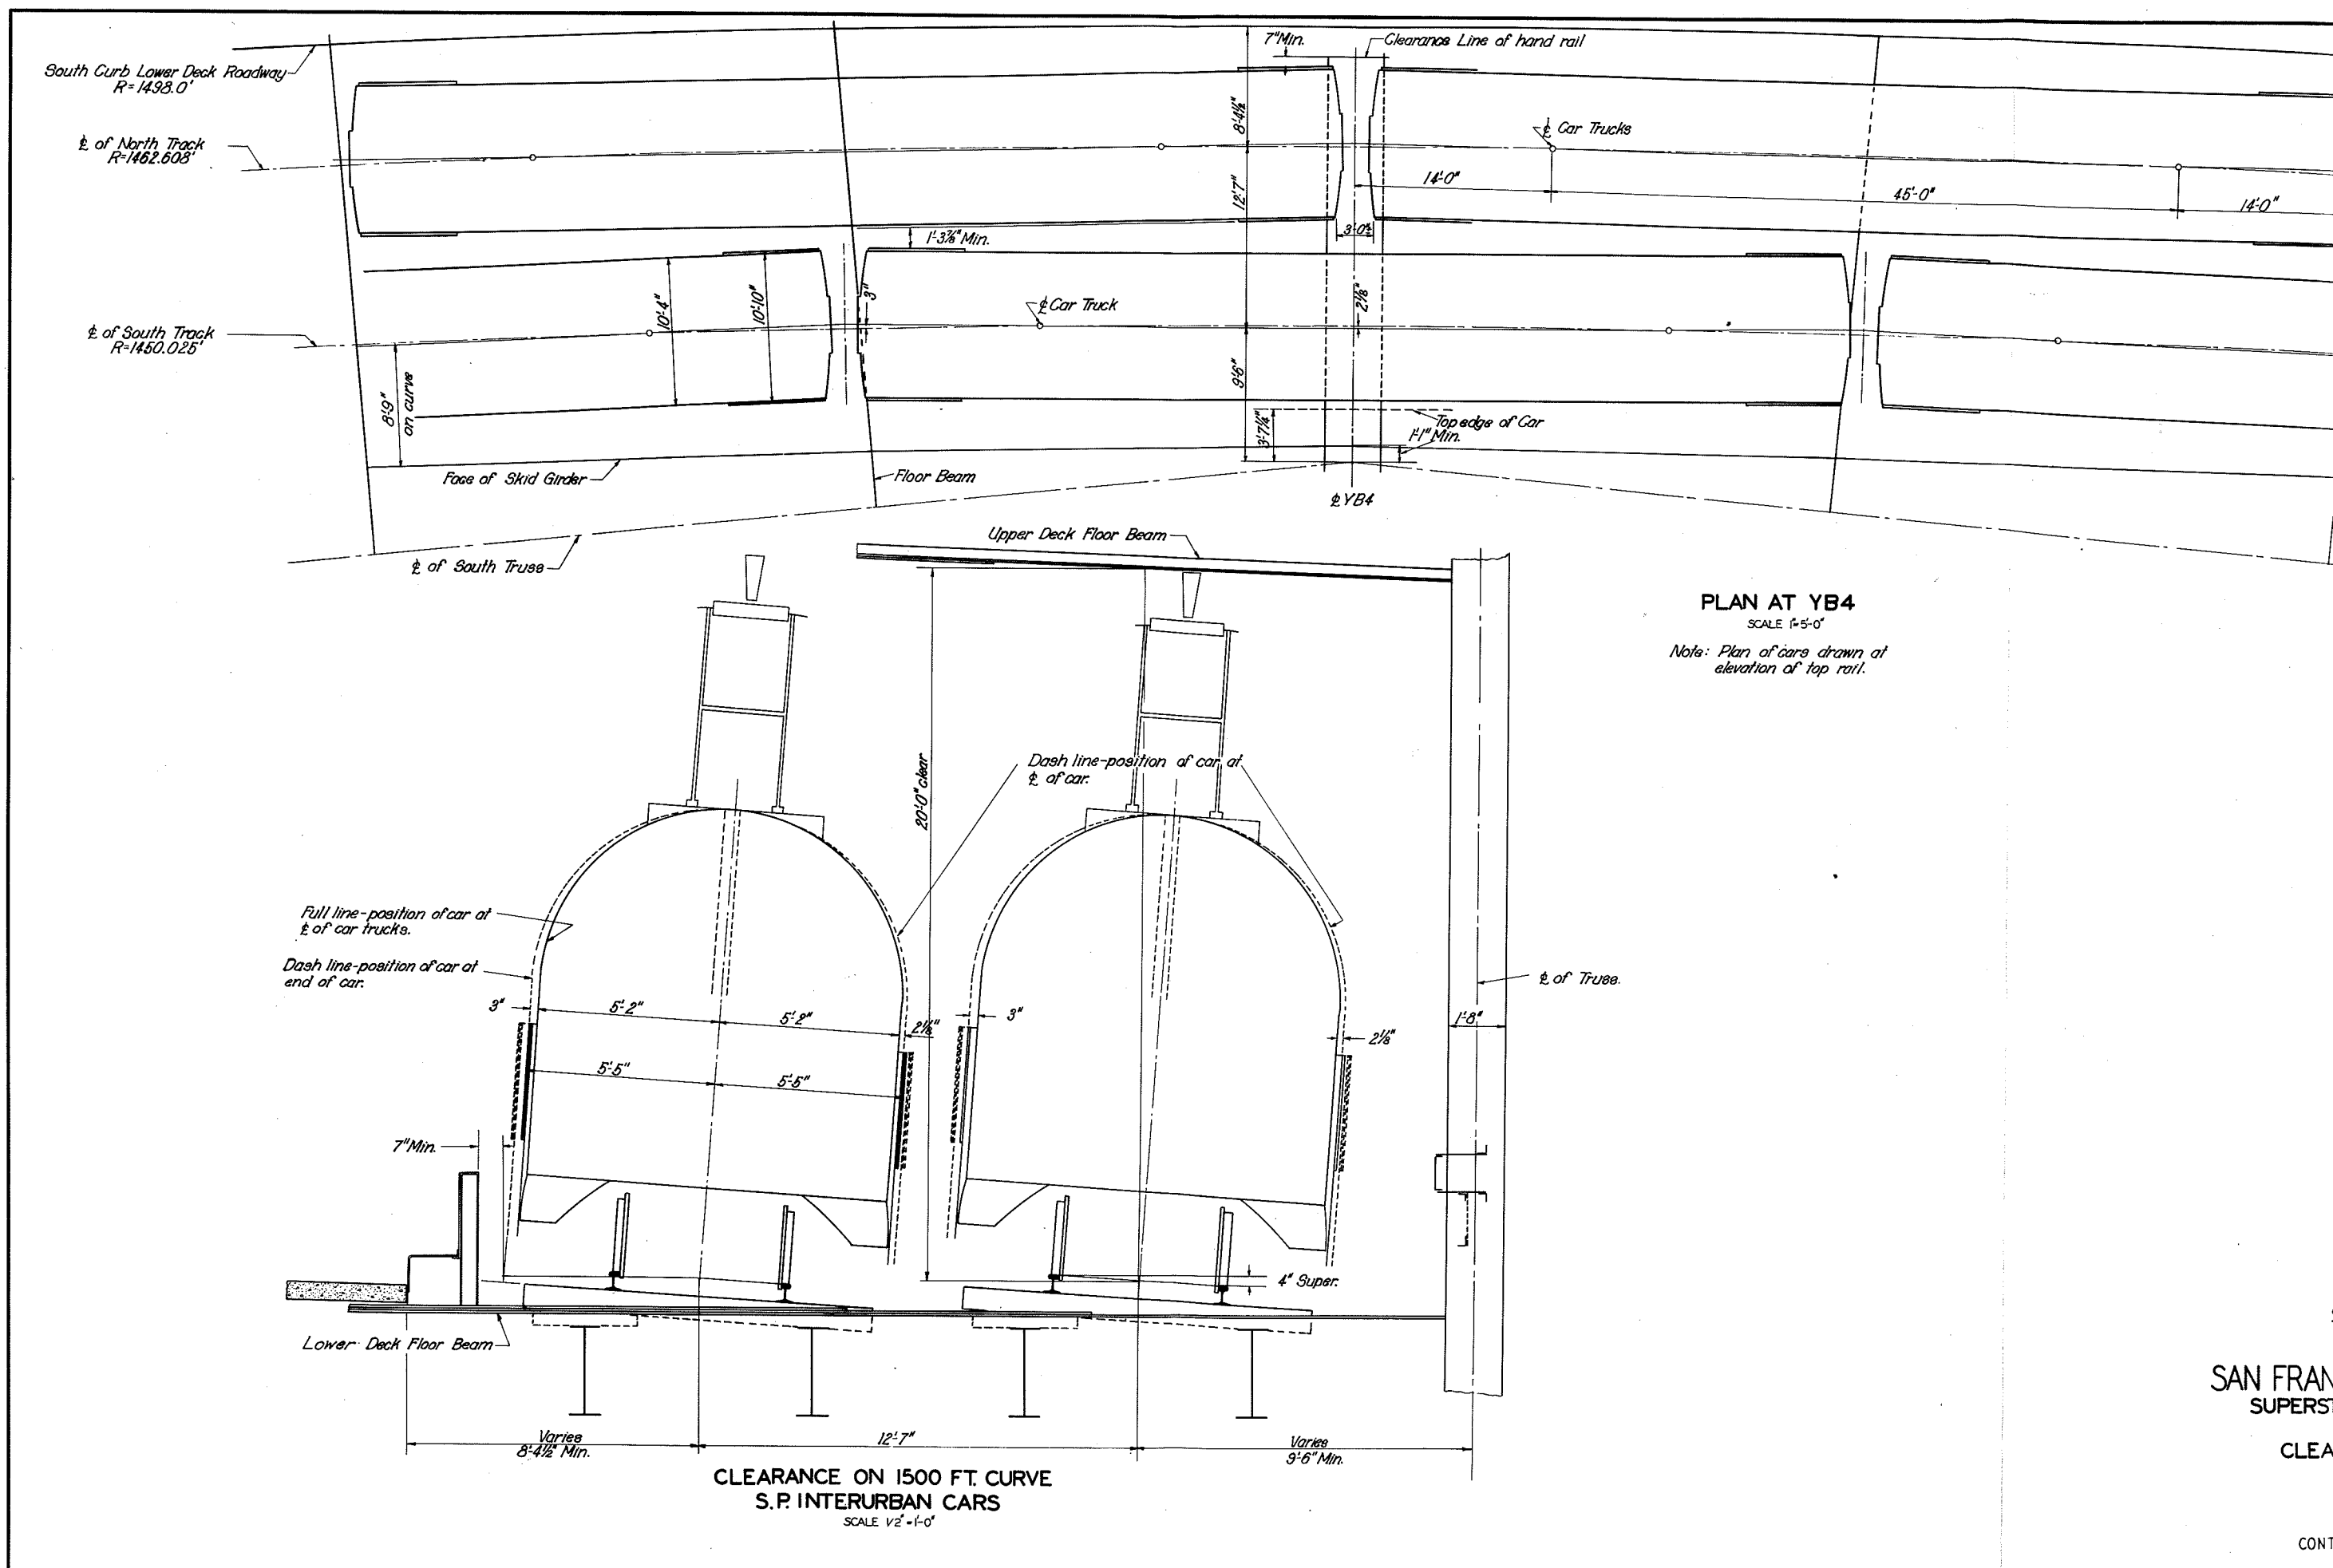 South Curb Lower Deck Roadway
R=1498.0'
℄ of North Track
R=1462.608'
℄ of South Track
R=1450.025'
7" Min.
Clearance Line of hand rail
8'-4½"
℄ Car Trucks
12'-7"
14'-0"
45'-0"
14'-0"
1'-3⅞" Min.
10'-4"
10'-10"
3"
℄ Car Truck
2⅛"
8'-9"
on curve
9'-6"
3'-7¼"
Top edge of Car
1'-1" Min.
Face of Skid Girder
Floor Beam
℄ YB4
℄ of South Truss
Upper Deck Floor Beam
PLAN AT YB4
SCALE 1"=5'-0"
Note: Plan of cars drawn at
elevation of top rail.
20'-0" clear
Dash line-position of car at
℄ of car.
Full line-position of car at
℄ of car trucks.
Dash line-position of car at
end of car.
3"
5'-2"
5'-2"
2⅛"
3"
5'-5"
5'-5"
2⅛"
1'-8"
℄ of Truss.
7" Min.
4" Super.
Lower Deck Floor Beam
Varies
8'-4½" Min.
12'-7"
Varies
9'-6" Min.
CLEARANCE ON 1500 FT. CURVE
S.P. INTERURBAN CARS
SCALE 1/2"=1'-0"
SAN FRAN
SUPERST
CLEA
CONT